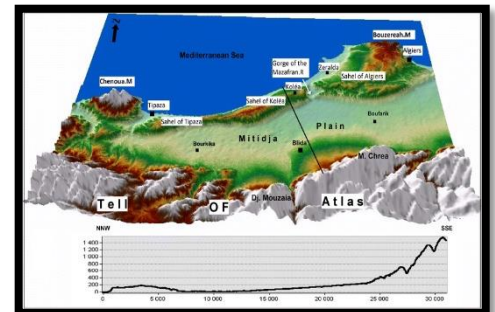 Z
Bouzereah.M
Algiers
Mediterranean Sea
Gorge of the
Mazafran.R
Zeralda
Sahel of Algiers
Chenoua.M
Koléa
Tipaza
Sahel of Koléa
Sahel of Tipaza
Boufarik
Mitidja Plain
Bourkika
Blida
M. Chrea
Tell OF Dj. Mouzaia Atlas
NNW SSE
1 400
1 200
1 000
800
600
400
200
0
0 5 000 10 000 15 000 20 000 25 000 30 000